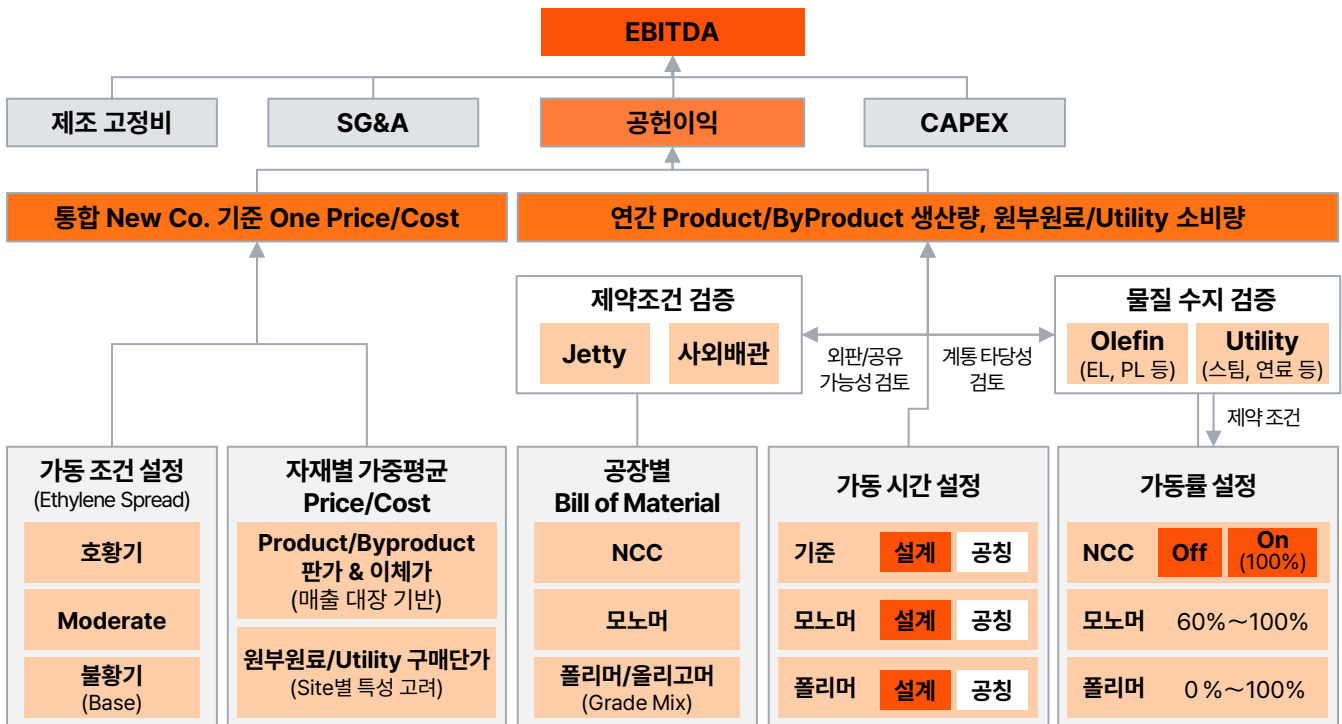 EBITDA
제조 고정비
SG&A
공헌이익
CAPEX
통합 New Co. 기준 One Price/Cost
연간 Product/ByProduct 생산량, 원부원료/Utility 소비량
제약조건 검증
Jetty
사외배관
외판/공유
가능성 검토
계통 타당성
검토
물질 수지 검증
Olefin
(EL, PL 등)
Utility
(스팀, 연료 등)
제약 조건
가동 조건 설정
(Ethylene Spread)
호황기
Moderate
불황기
(Base)
자재별 가중평균
Price/Cost
Product/Byproduct
판가 & 이체가
(매출 대장 기반)
원부원료/Utility 구매단가
(Site별 특성 고려)
공장별
Bill of Material
NCC
모노머
폴리머/올리고머
(Grade Mix)
가동 시간 설정
기준 설계 공칭
모노머 설계 공칭
폴리머 설계 공칭
가동률 설정
NCC Off On
(100%)
모노머 60%~100%
폴리머 0 %~100%